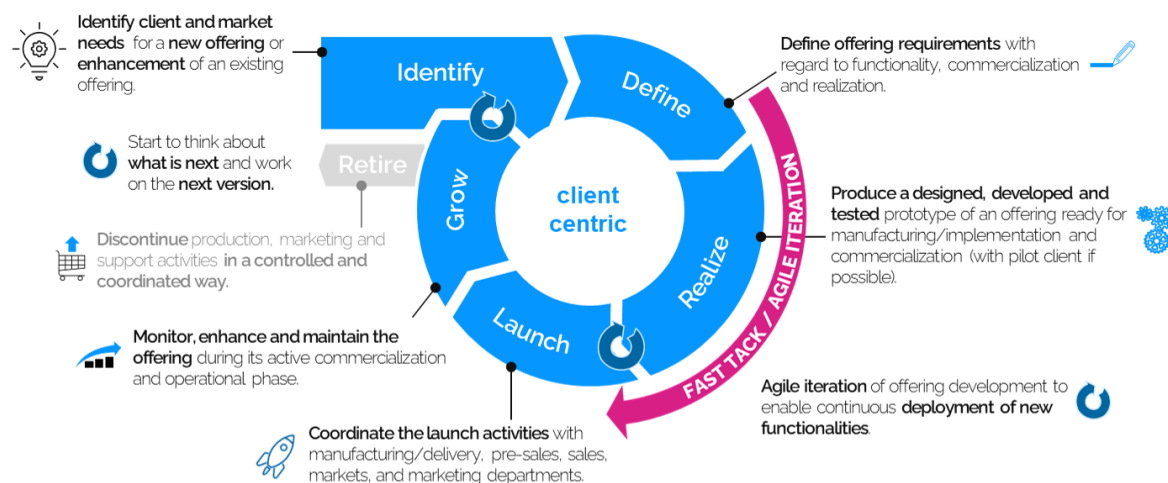 Identify client and market
needs for a new offering or
enhancement of an existing
offering.
Identify
Define
Define offering requirements with
regard to functionality, commercialization
and realization.
Start to think about
what is next and work
on the next version.
Retire
Grow
client
centric
Realize
Launch
FAST TACK / AGILE ITERATION
Produce a designed, developed and
tested prototype of an offering ready for
manufacturing/implementation and
commercialization (with pilot client if
possible).
Discontinue production, marketing and
support activities in a controlled and
coordinated way.
Monitor, enhance and maintain the
offering during its active commercialization
and operational phase.
Agile iteration of offering development to
enable continuous deployment of new
functionalities.
Coordinate the launch activities with
manufacturing/delivery, pre-sales, sales,
markets, and marketing departments.